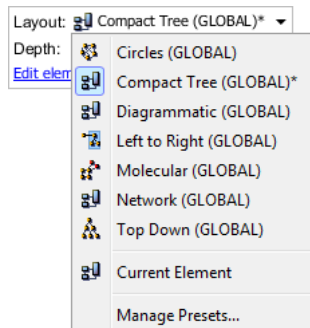 Layout: Compact Tree (GLOBAL)*
Depth:
Edit elem
Circles (GLOBAL)
Compact Tree (GLOBAL)*
Diagrammatic (GLOBAL)
Left to Right (GLOBAL)
Molecular (GLOBAL)
Network (GLOBAL)
Top Down (GLOBAL)
Current Element
Manage Presets...